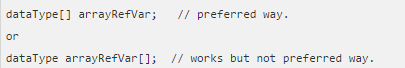 dataType[] arrayRefVar;   // preferred way.
or
dataType arrayRefVar[];  // works but not preferred way.